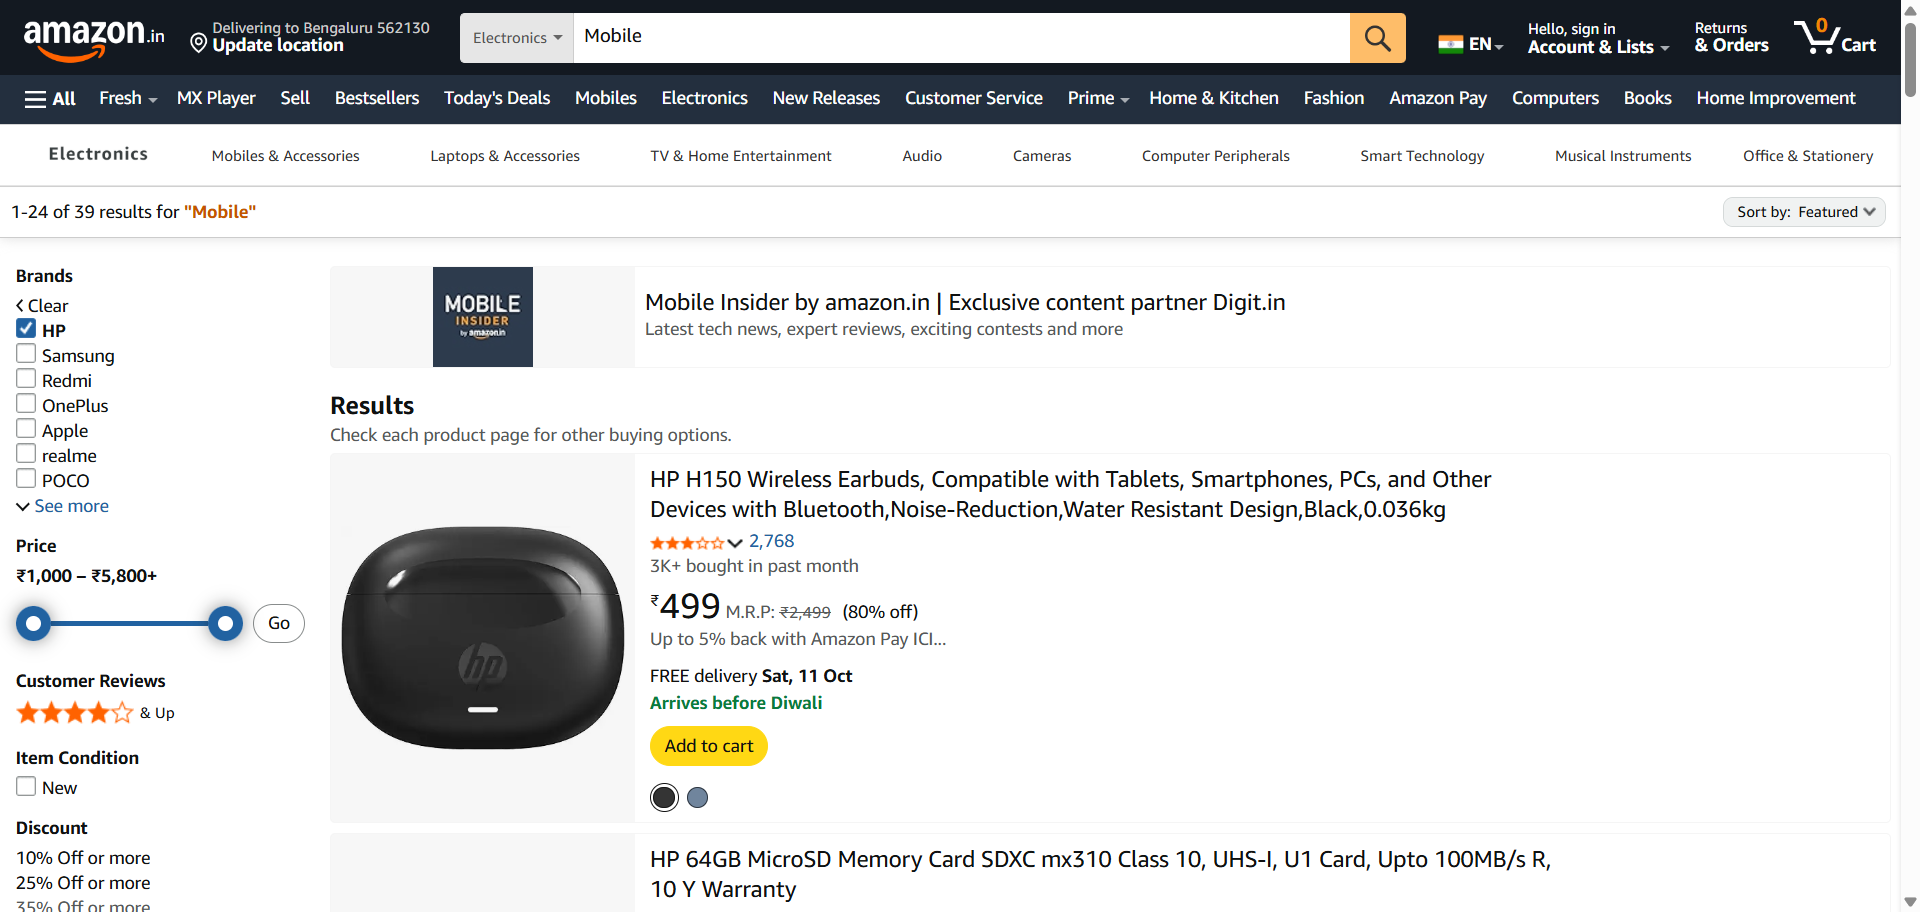 amazon.in
Delivering to Bengaluru 562130
Update location
Electronics
Mobile
EN
Hello, sign in
Account & Lists
Returns
& Orders
0
Cart
All
Fresh
MX Player
Sell
Bestsellers
Today's Deals
Mobiles
Electronics
New Releases
Customer Service
Prime
Home & Kitchen
Fashion
Amazon Pay
Computers
Books
Home Improvement
Electronics
Mobiles & Accessories
Laptops & Accessories
TV & Home Entertainment
Audio
Cameras
Computer Peripherals
Smart Technology
Musical Instruments
Office & Stationery
1-24 of 39 results for "Mobile"
Sort by: Featured
Brands
Clear
HP
Samsung
Redmi
OnePlus
Apple
realme
POCO
See more
Price
₹1,000 – ₹5,800+
Go
Customer Reviews
& Up
Item Condition
New
Discount
10% Off or more
25% Off or more
35% Off or more
MOBILE
INSIDER
by amazon.in
Mobile Insider by amazon.in | Exclusive content partner Digit.in
Latest tech news, expert reviews, exciting contests and more
Results
Check each product page for other buying options.
hp
HP H150 Wireless Earbuds, Compatible with Tablets, Smartphones, PCs, and Other
Devices with Bluetooth,Noise-Reduction,Water Resistant Design,Black,0.036kg
2,768
3K+ bought in past month
₹499 M.R.P: ₹2,499 (80% off)
Up to 5% back with Amazon Pay ICI...
FREE delivery Sat, 11 Oct
Arrives before Diwali
Add to cart
HP 64GB MicroSD Memory Card SDXC mx310 Class 10, UHS-I, U1 Card, Upto 100MB/s R,
10 Y Warranty